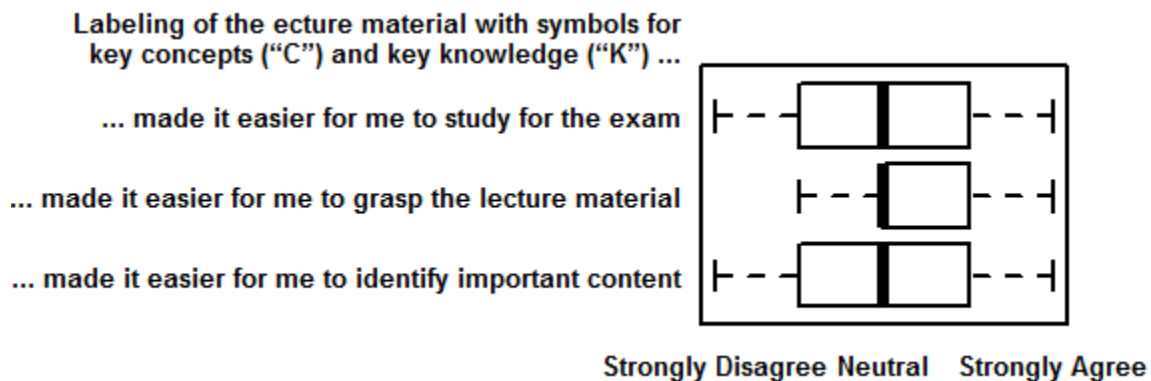 Labeling of the ecture material with symbols for
key concepts (“C”) and key knowledge (“K”) ...
... made it easier for me to study for the exam
... made it easier for me to grasp the lecture material
... made it easier for me to identify important content
Strongly Disagree Neutral Strongly Agree